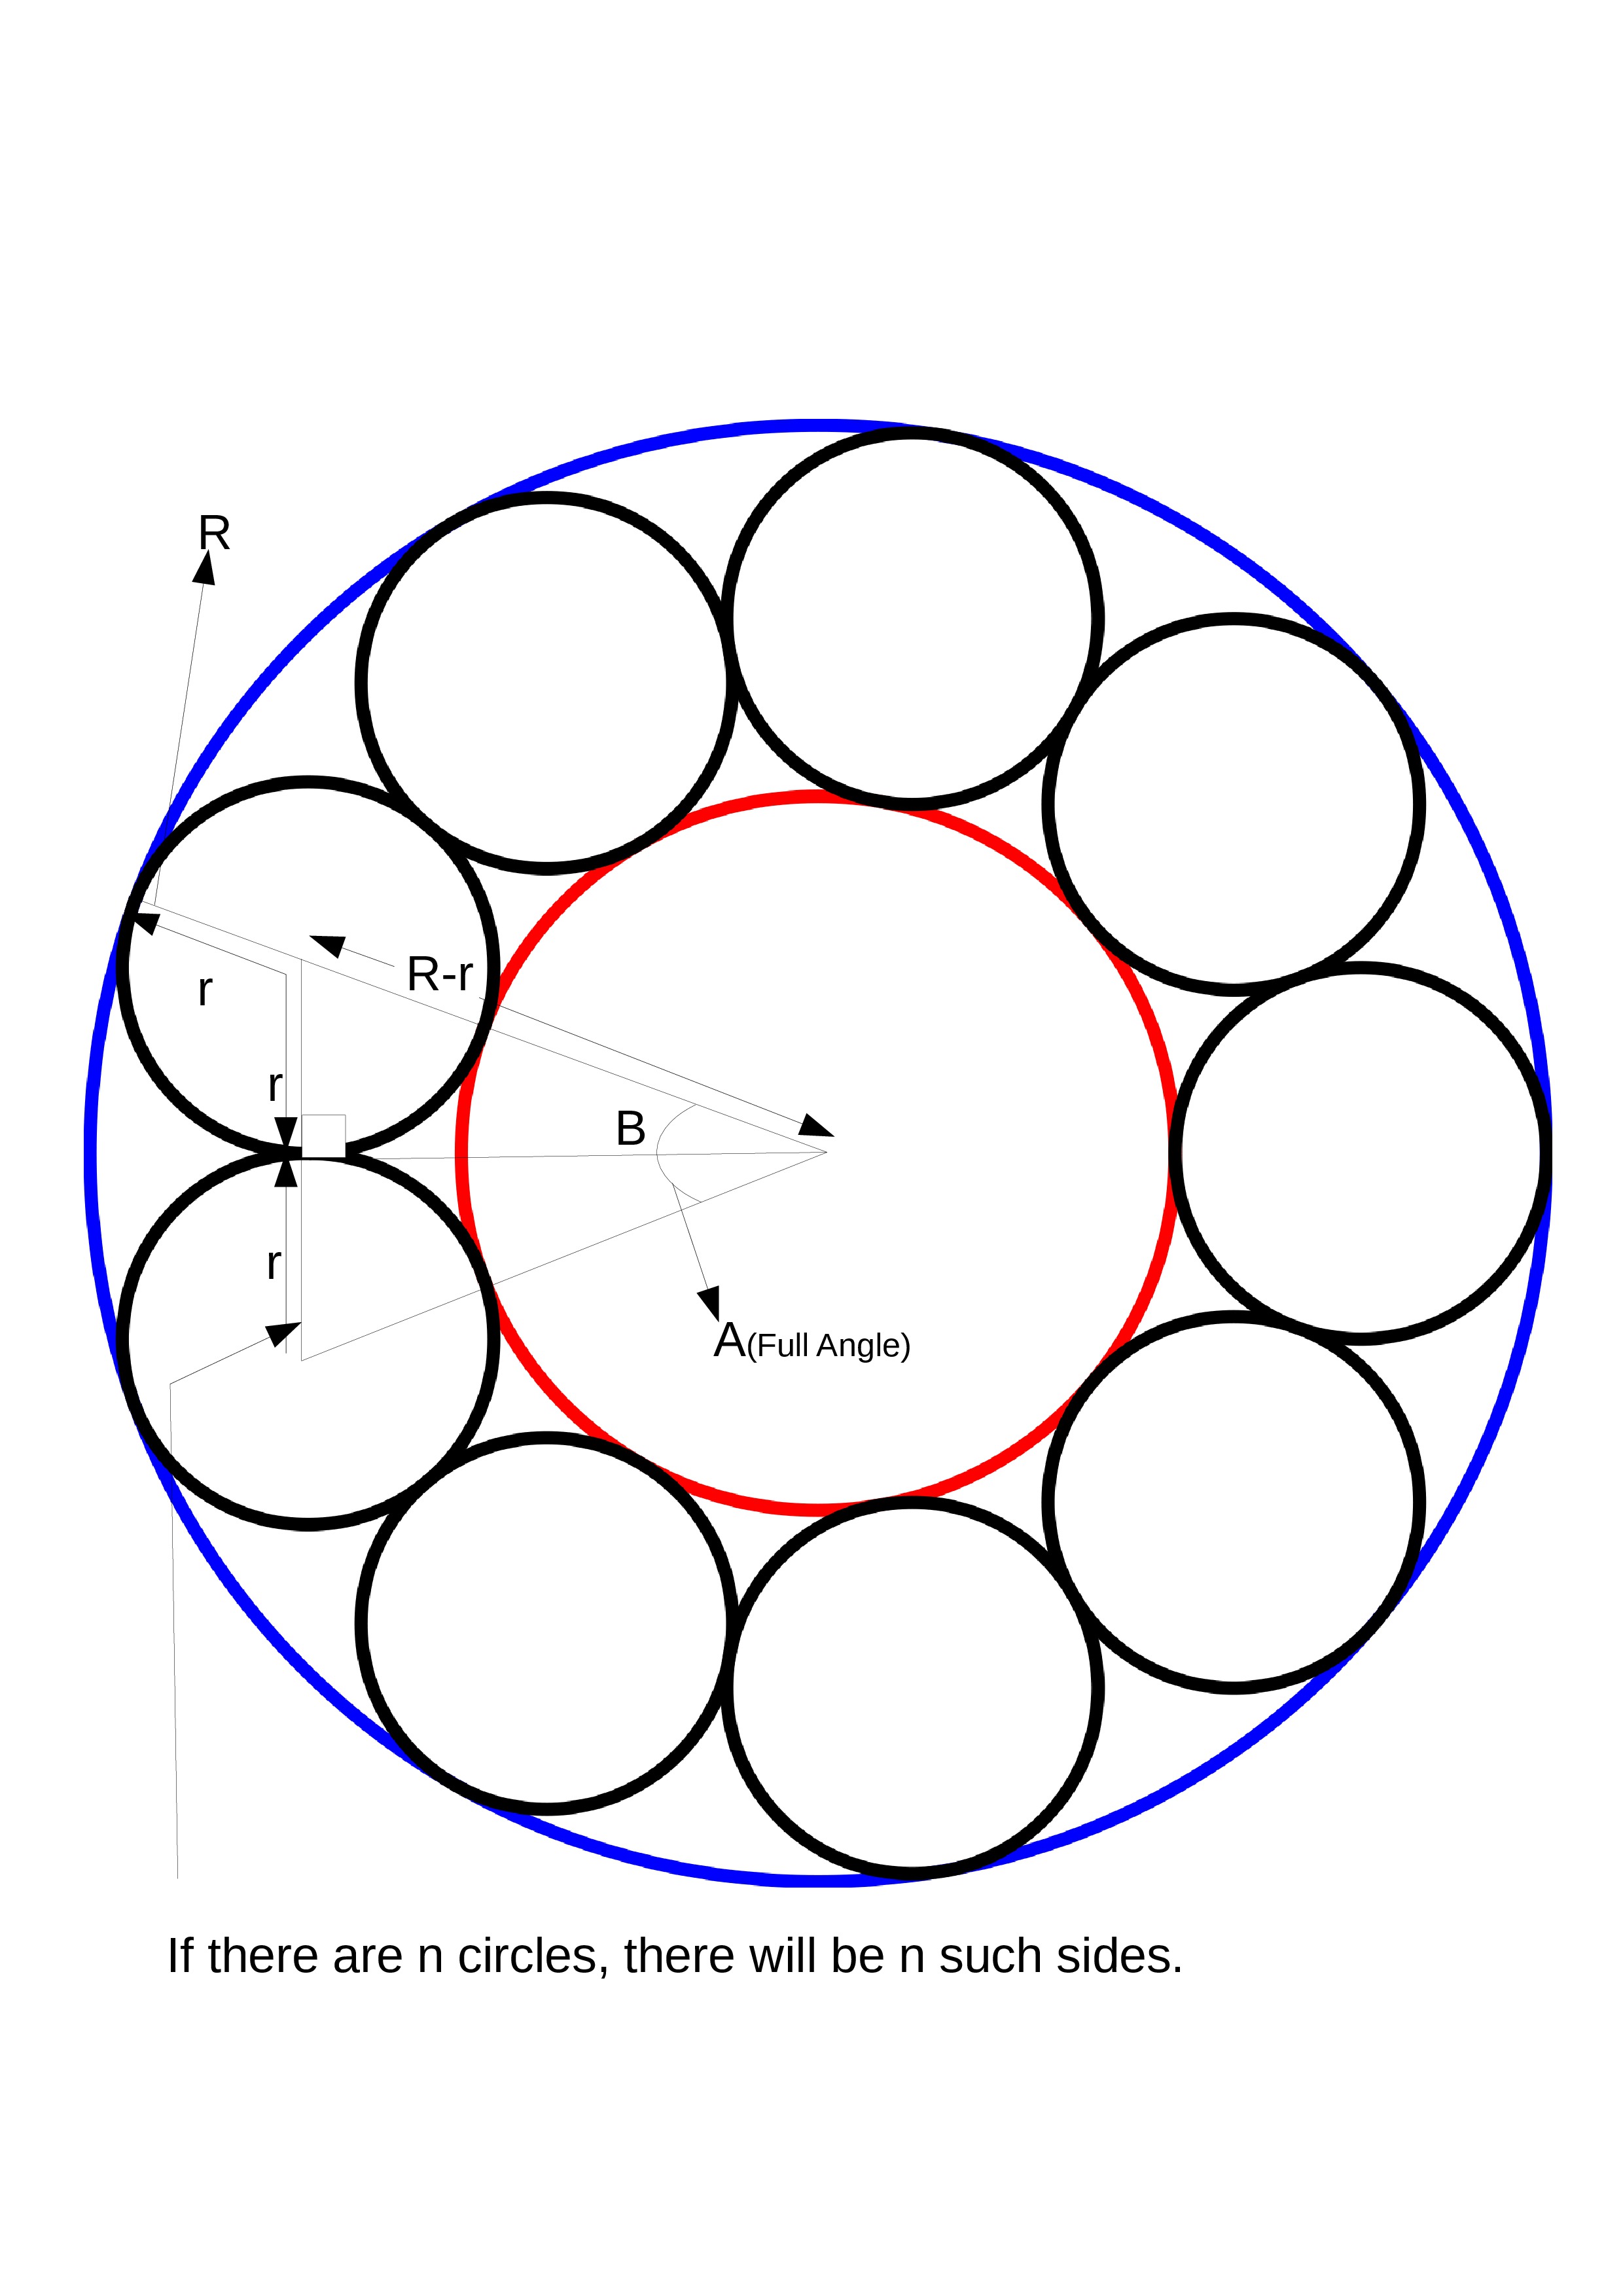 R
R-r
r
r
B
r
A(Full Angle)
If there are n circles, there will be n such sides.